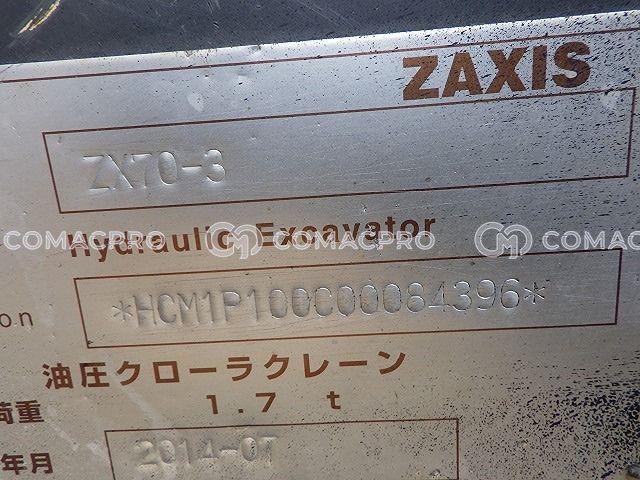 ZAXIS
ZX70-3
Hydraulic Excavator
COMACPRO COMACPRO COMAC
on
*HCM1P100C00084396*
油圧クローラクレーン
荷重 1.7 t
年月 2014-07